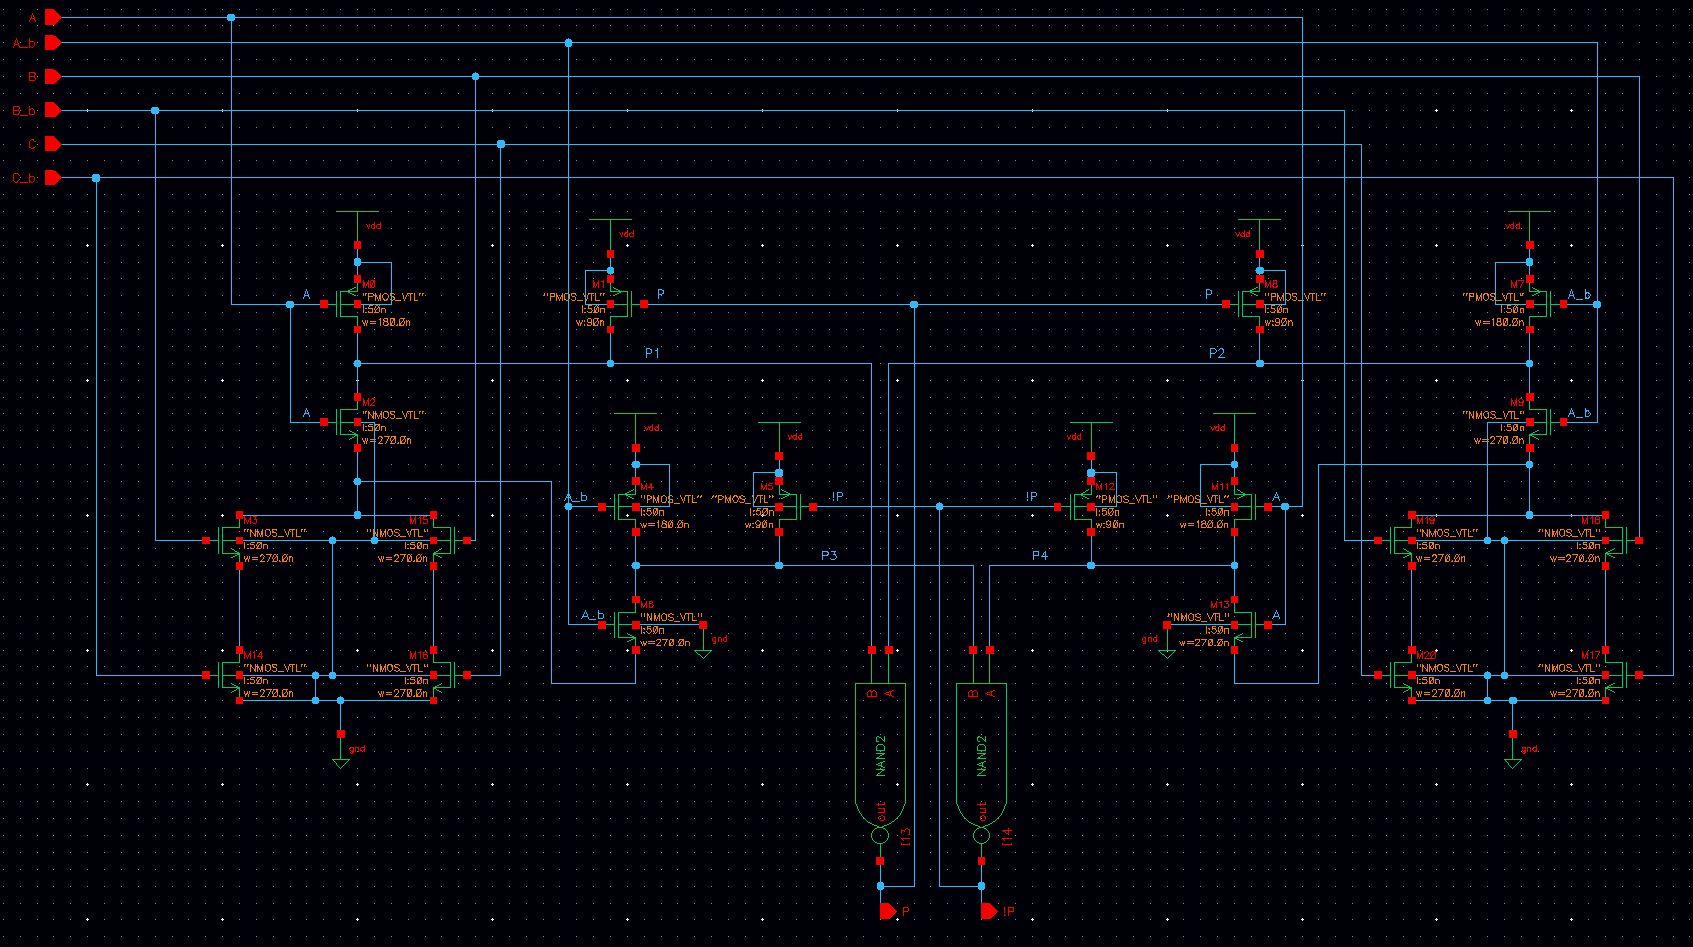 A
A_b
B
B_b
C
C_b
vdd
vdd
vdd
vdd
M0
"PMOS_VTL"
l:50n
w=180.0n
A
M1
"PMOS_VTL"
l:50n
w:90n
P
P
M8
"PMOS_VTL"
l:50n
w:90n
M7
"PMOS_VTL"
l:50n
w=180.0n
A_b
P1
P2
A
M2
"NMOS_VTL"
l:50n
w=270.0n
M9
"NMOS_VTL"
l:50n
w=270.0n
A_b
vdd
vdd
vdd
vdd
A_b
M4
"PMOS_VTL"
l:50n
w=180.0n
M5
"PMOS_VTL"
l:50n
w:90n
!P
!P
M12
"PMOS_VTL"
l:50n
w:90n
M11
"PMOS_VTL"
l:50n
w=180.0n
A
M3
"NMOS_VTL"
l:50n
w=270.0n
M15
"NMOS_VTL
l:50n
w=270.0n
M19
"NMOS_VTL"
l:50n
w=270.0n
"NMOS_VTL"
l:50n
w=270.0n
P3
P4
A_b
M6
"NMOS_VTL"
l:50n
w=270.0n
gnd
M13
"NMOS_VTL"
l:50n
w=270.0n
A
gnd
M14
"NMOS_VTL"
l:50n
w=270.0n
M16
"NMOS_VTL"
l:50n
w=270.0n
M20
"NMOS_VTL"
l:50n
w=270.0n
M17
"NMOS_VTL"
l:50n
w=270.0n
gnd
gnd
B
A
NAND2
out
I13
B
A
NAND2
out
I14
P
!P